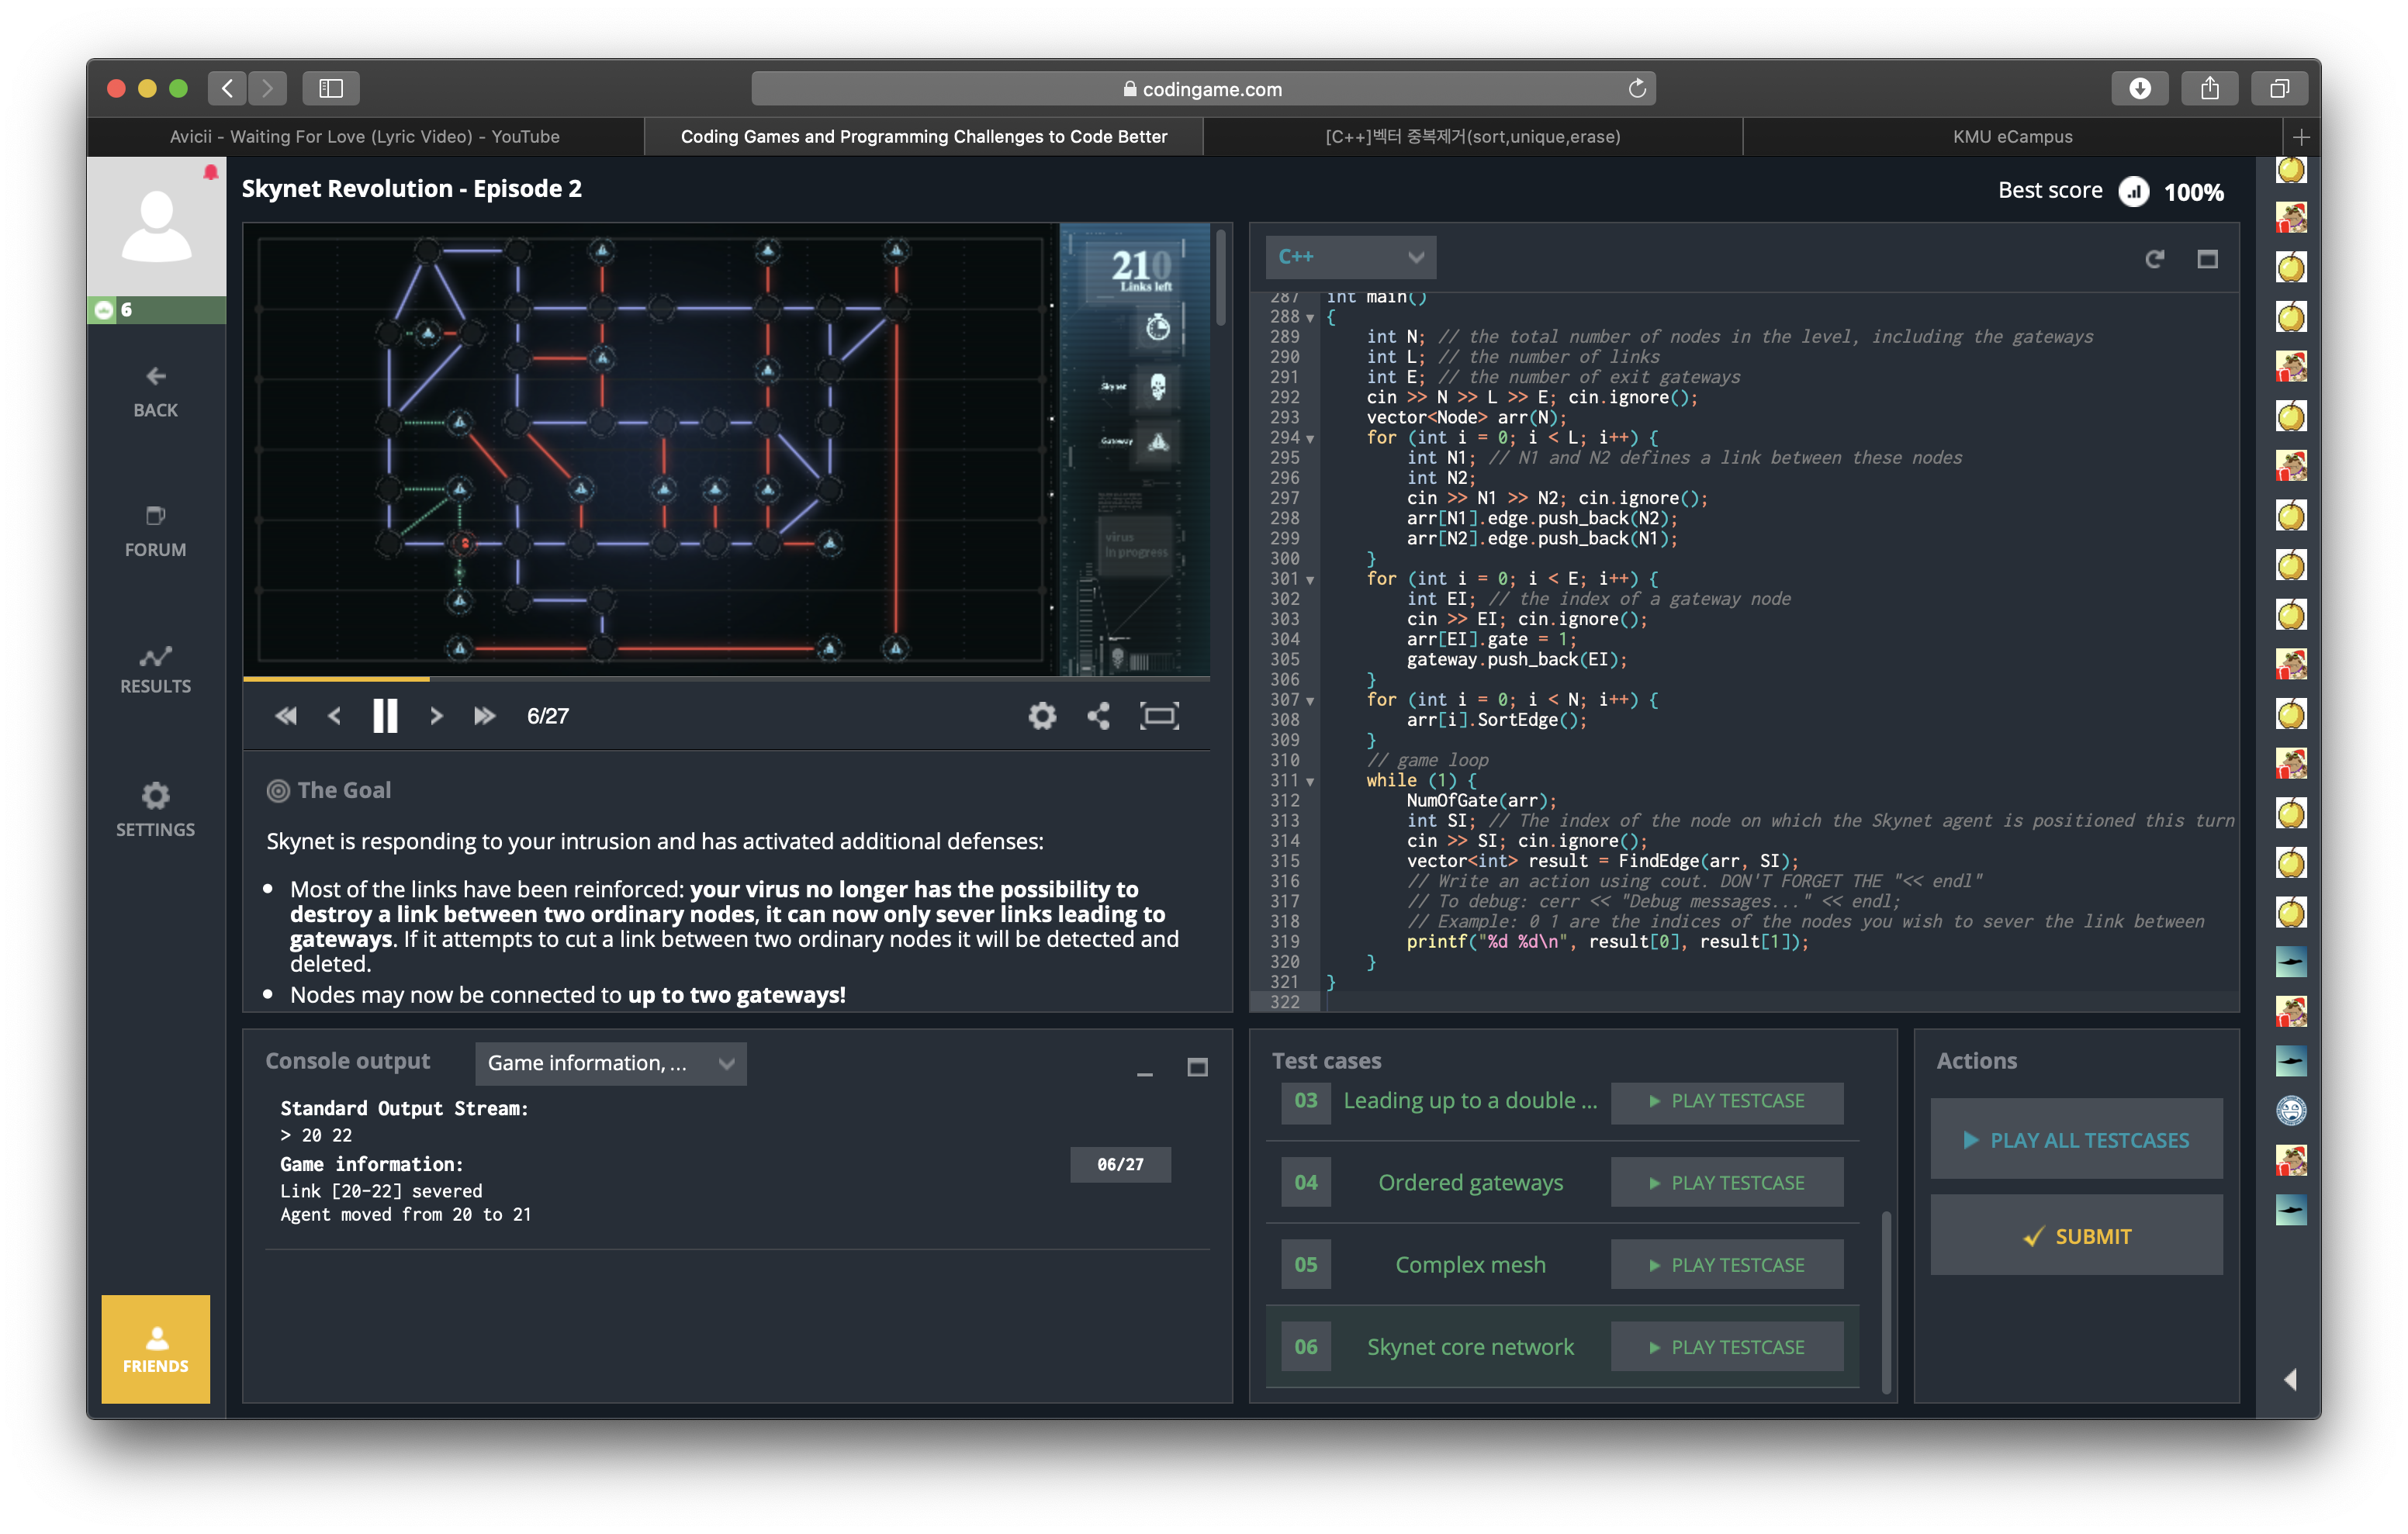 codingame.com
Avicii - Waiting For Love (Lyric Video) - YouTube
Coding Games and Programming Challenges to Code Better
[C++]벡터 중복제거(sort,unique,erase)
KMU eCampus
Skynet Revolution - Episode 2
Best score 100%
6
BACK
FORUM
RESULTS
SETTINGS
FRIENDS
210
Links left
Skynet
Gateway
virus
in progress
6/27
The Goal
Skynet is responding to your intrusion and has activated additional defenses:
Most of the links have been reinforced: your virus no longer has the possibility to
destroy a link between two ordinary nodes, it can now only sever links leading to
gateways. If it attempts to cut a link between two ordinary nodes it will be detected and
deleted.
Nodes may now be connected to up to two gateways!
C++
287 int main()
288 {
289 int N; // the total number of nodes in the level, including the gateways
290 int L; // the number of links
291 int E; // the number of exit gateways
292 cin >> N >> L >> E; cin.ignore();
293 vector<Node> arr(N);
294 for (int i = 0; i < L; i++) {
295 int N1; // N1 and N2 defines a link between these nodes
296 int N2;
297 cin >> N1 >> N2; cin.ignore();
298 arr[N1].edge.push_back(N2);
299 arr[N2].edge.push_back(N1);
300 }
301 for (int i = 0; i < E; i++) {
302 int EI; // the index of a gateway node
303 cin >> EI; cin.ignore();
304 arr[EI].gate = 1;
305 gateway.push_back(EI);
306 }
307 for (int i = 0; i < N; i++) {
308 arr[i].SortEdge();
309 }
310 // game loop
311 while (1) {
312 NumOfGate(arr);
313 int SI; // The index of the node on which the Skynet agent is positioned this turn
314 cin >> SI; cin.ignore();
315 vector<int> result = FindEdge(arr, SI);
316 // Write an action using cout. DON'T FORGET THE "<< endl"
317 // To debug: cerr << "Debug messages..." << endl;
318 // Example: 0 1 are the indices of the nodes you wish to sever the link between
319 printf("%d %d\n", result[0], result[1]);
320 }
321 }
322
Console output
Game information, ...
Standard Output Stream:
> 20 22
Game information:
06/27
Link [20-22] severed
Agent moved from 20 to 21
Test cases
03 Leading up to a double ... PLAY TESTCASE
04 Ordered gateways PLAY TESTCASE
05 Complex mesh PLAY TESTCASE
06 Skynet core network PLAY TESTCASE
Actions
PLAY ALL TESTCASES
SUBMIT